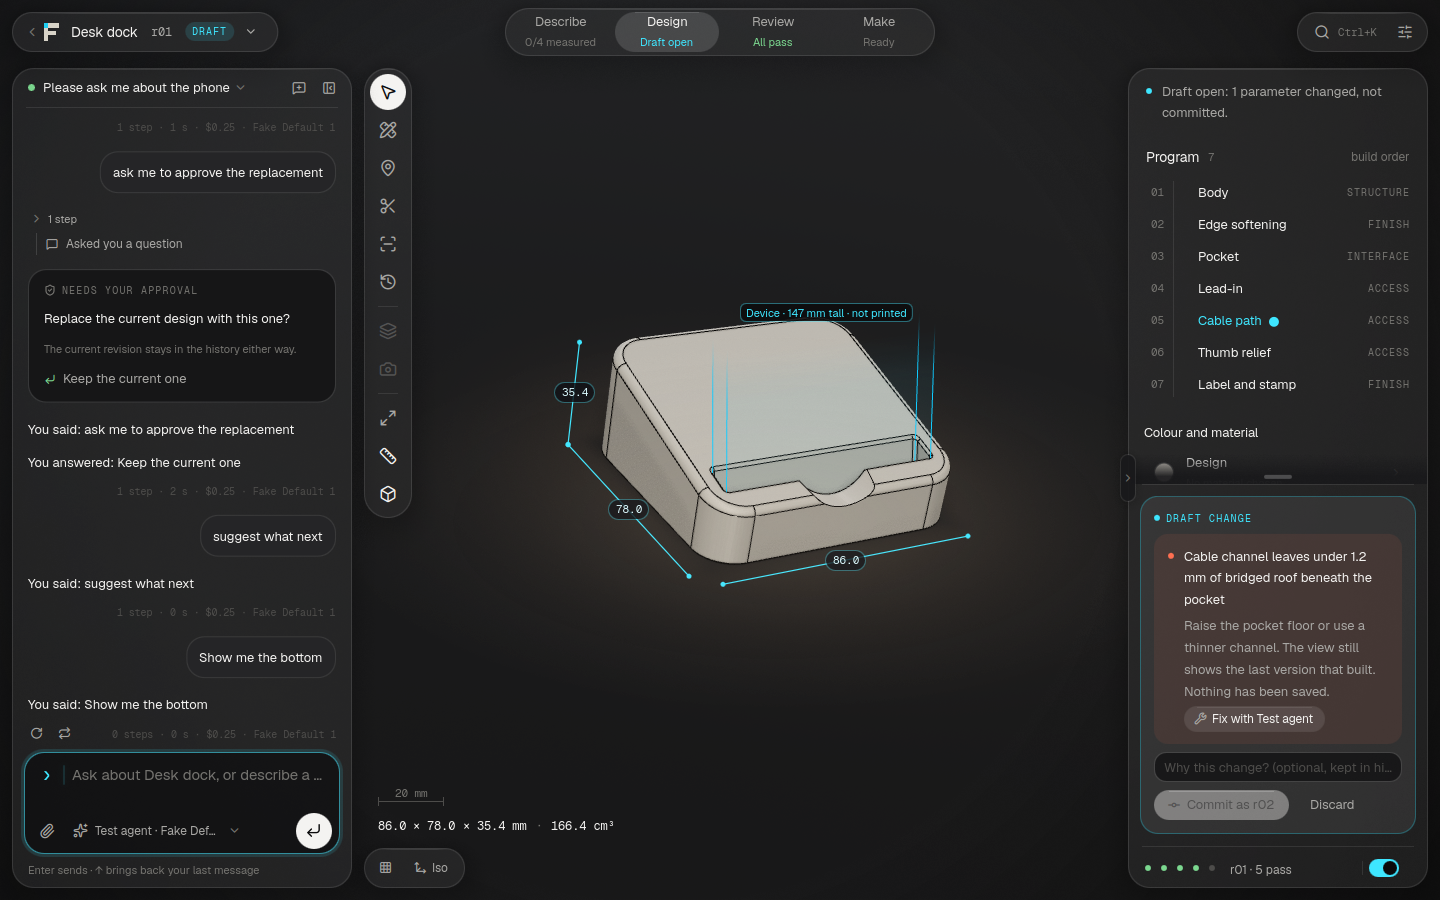 Desk dock r01 DRAFT
Describe
0/4 measured
Design
Draft open
Review
All pass
Make
Ready
Ctrl+K
Please ask me about the phone
1 step · 1 s · $0.25 · Fake Default 1
ask me to approve the replacement
1 step
Asked you a question
NEEDS YOUR APPROVAL
Replace the current design with this one?
The current revision stays in the history either way.
Keep the current one
You said: ask me to approve the replacement
You answered: Keep the current one
1 step · 2 s · $0.25 · Fake Default 1
suggest what next
You said: suggest what next
1 step · 0 s · $0.25 · Fake Default 1
Show me the bottom
You said: Show me the bottom
0 steps · 0 s · $0.25 · Fake Default 1
Ask about Desk dock, or describe a ...
Test agent · Fake Def...
Enter sends · ↑ brings back your last message
Device · 147 mm tall · not printed
35.4
78.0
86.0
20 mm
86.0 × 78.0 × 35.4 mm · 166.4 cm³
Iso
Draft open: 1 parameter changed, not
committed.
Program 7 build order
01 Body STRUCTURE
02 Edge softening FINISH
03 Pocket INTERFACE
04 Lead-in ACCESS
05 Cable path ACCESS
06 Thumb relief ACCESS
07 Label and stamp FINISH
Colour and material
Design
DRAFT CHANGE
Cable channel leaves under 1.2
mm of bridged roof beneath the
pocket
Raise the pocket floor or use a
thinner channel. The view still
shows the last version that built.
Nothing has been saved.
Fix with Test agent
Why this change? (optional, kept in hi...
Commit as r02 Discard
r01 · 5 pass